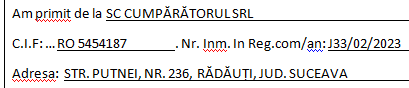 Am primit de la SC CUMPĂRĂTORUL SRL
C.I.F: ... RO 5454187 . Nr. Inm. In Reg.com/an: J33/02/2023
Adresa: STR. PUTNEI, NR. 236, RĂDĂUȚI, JUD. SUCEAVA